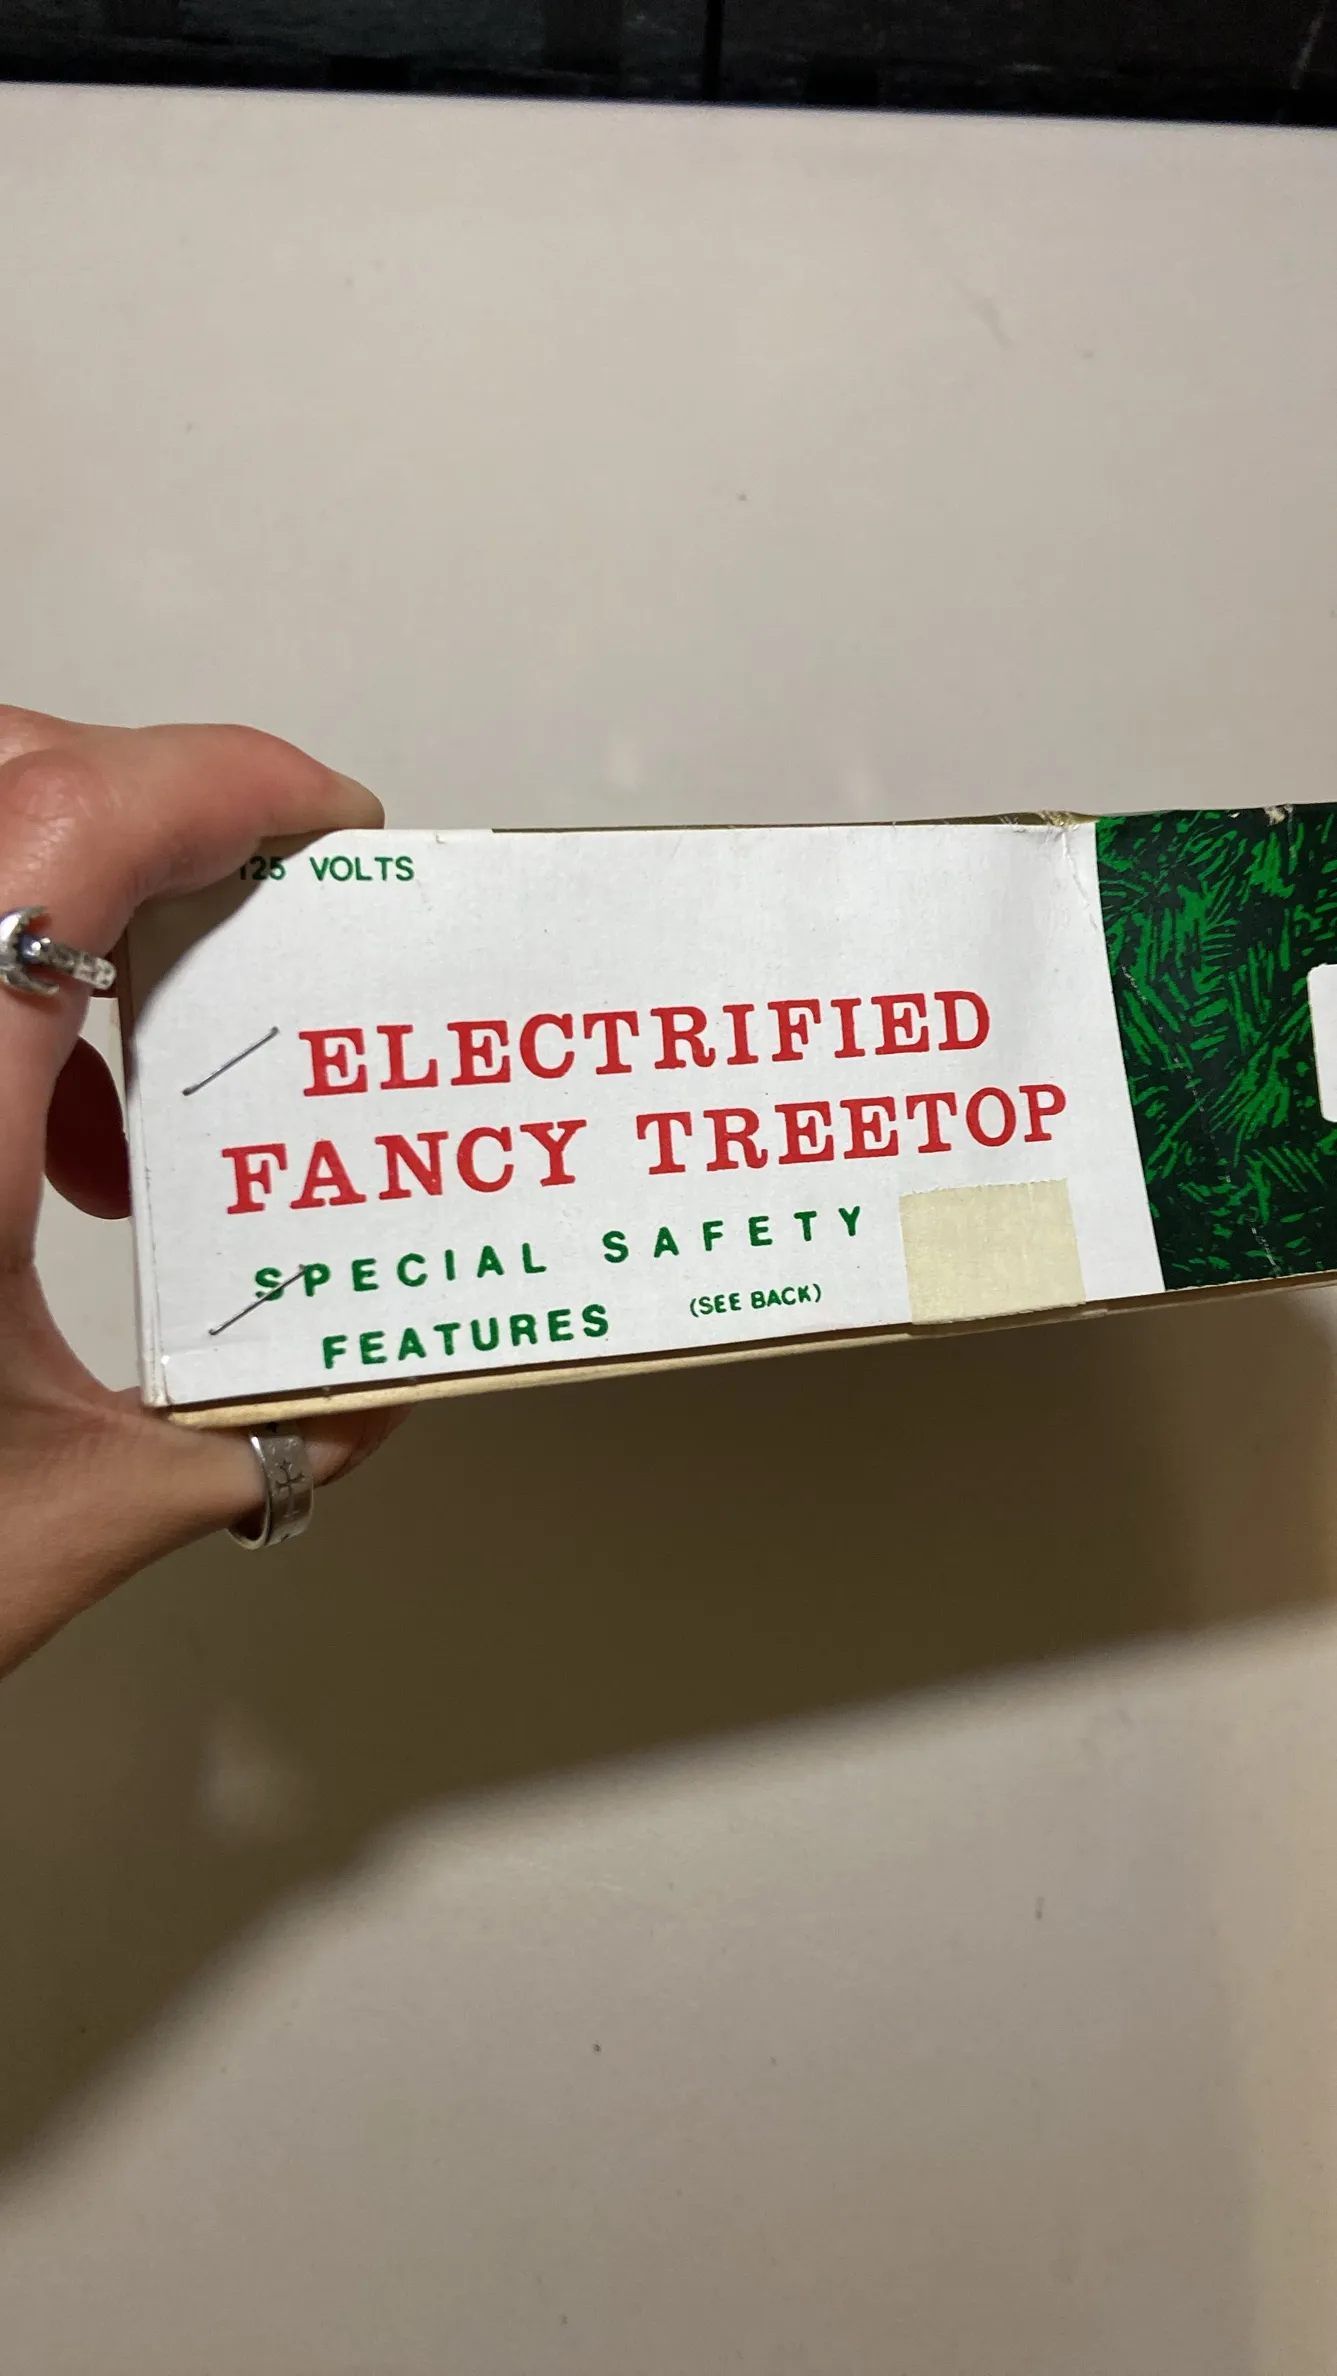 125 VOLTS
ELECTRIFIED
FANCY TREETOP
SPECIAL SAFETY
FEATURES (SEE BACK)